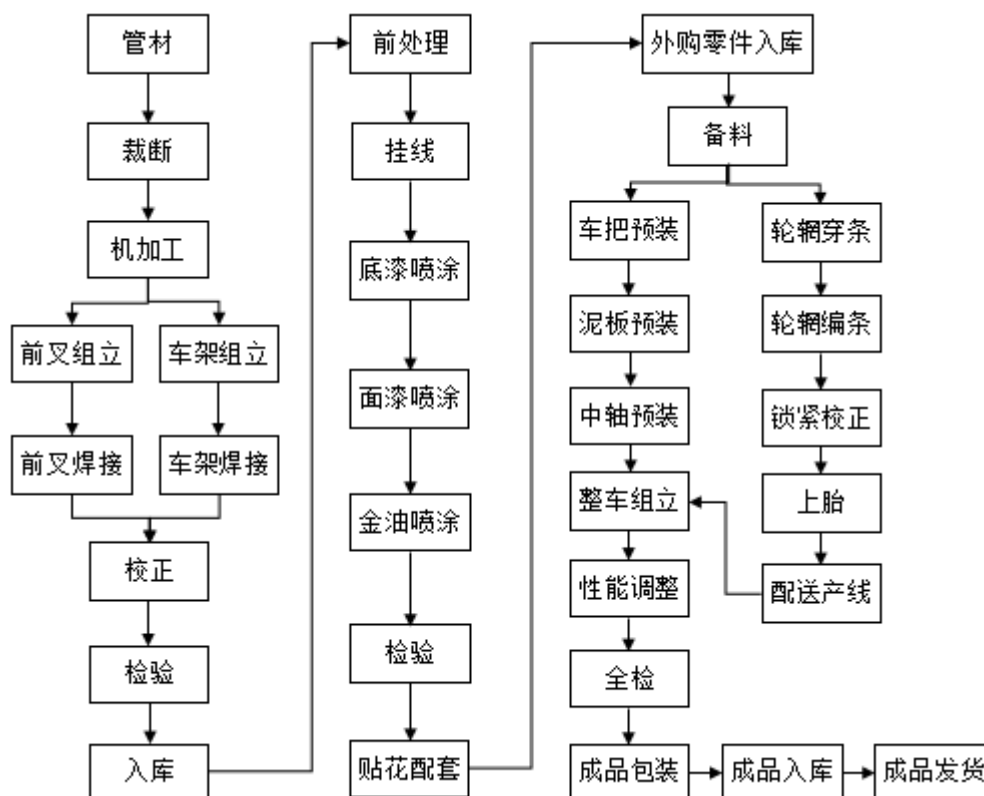 管材
裁断
机加工
前叉组立
车架组立
前叉焊接
车架焊接
校正
检验
入库
前处理
挂线
底漆喷涂
面漆喷涂
金油喷涂
检验
贴花配套
外购零件入库
备料
车把预装
泥板预装
中轴预装
整车组立
性能调整
全检
成品包装
轮辋穿条
轮辋编条
锁紧校正
上胎
配送产线
成品入库
成品发货